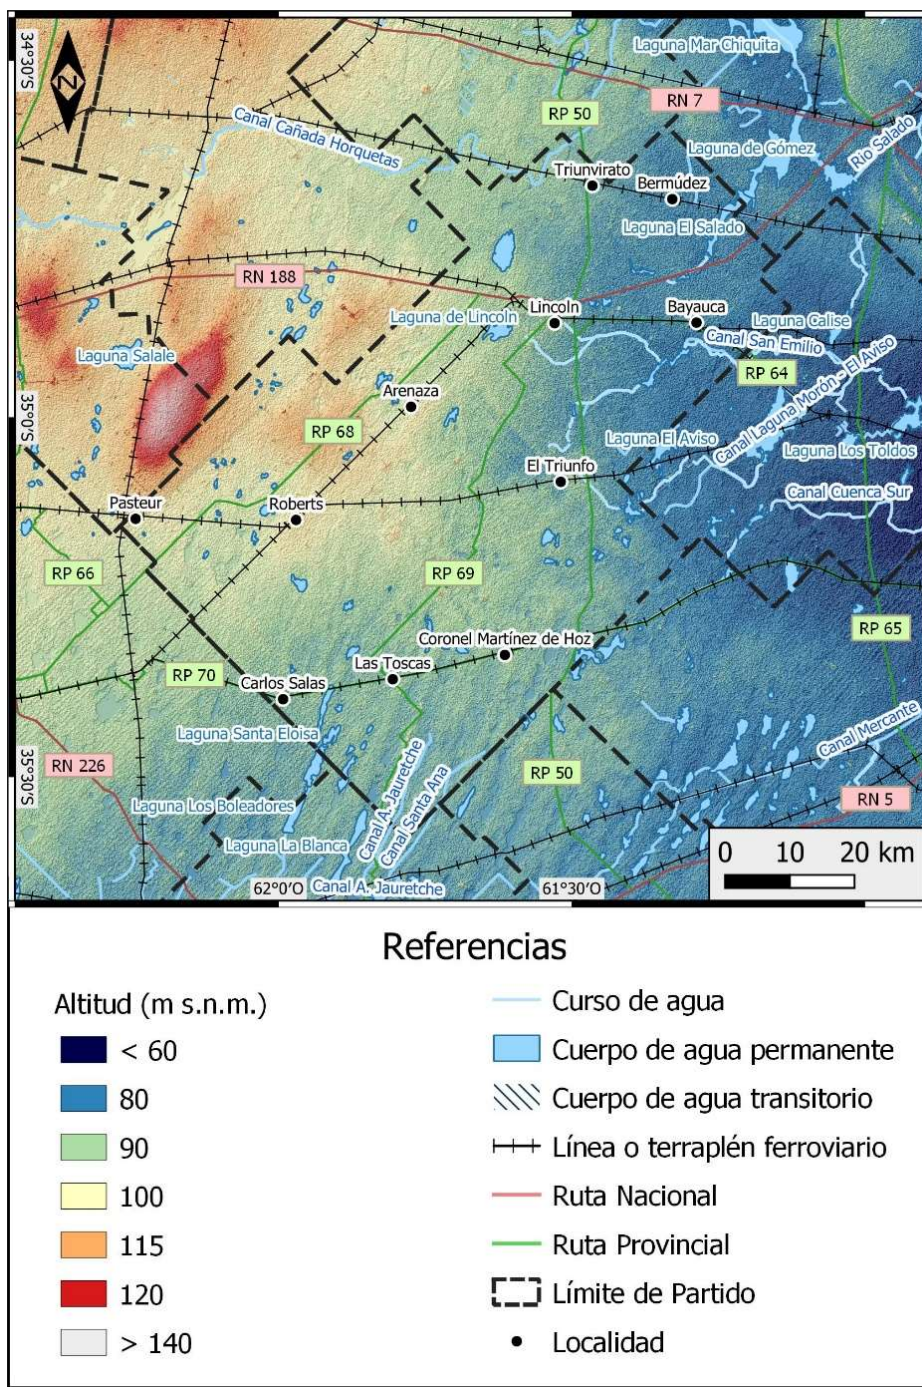 34°30'S
Laguna Mar Chiquita
RN 7
RP 50
Canal Cañada Horquetas
Laguna de Gómez
Río Salado
Triunvirato
Bermúdez
Laguna El Salado
N
RN 188
Lincoln
Bayauca
Laguna de Lincoln
Laguna Calise
Canal San Emilio
Laguna Salale
RP 64
Arenaza
35°0'S
RP 68
Canal Laguna Morón - El Aviso
Laguna El Aviso
Laguna Los Toldos
El Triunfo
Canal Cuenca Sur
Pasteur
Roberts
RP 66
RP 69
RP 65
Coronel Martínez de Hoz
Las Toscas
RP 70
Carlos Salas
Laguna Santa Eloisa
Canal Mercante
35°30'S
RN 226
RP 50
RN 5
Laguna Los Boleadores
Canal A. Jauretche
Canal Santa Ana
Laguna La Blanca
0 10 20 km
62°0'O
Canal A. Jauretche
61°30'O
Referencias
Altitud (m s.n.m.)
< 60
80
90
100
115
120
> 140
Curso de agua
Cuerpo de agua permanente
Cuerpo de agua transitorio
Línea o terraplén ferroviario
Ruta Nacional
Ruta Provincial
Límite de Partido
Localidad